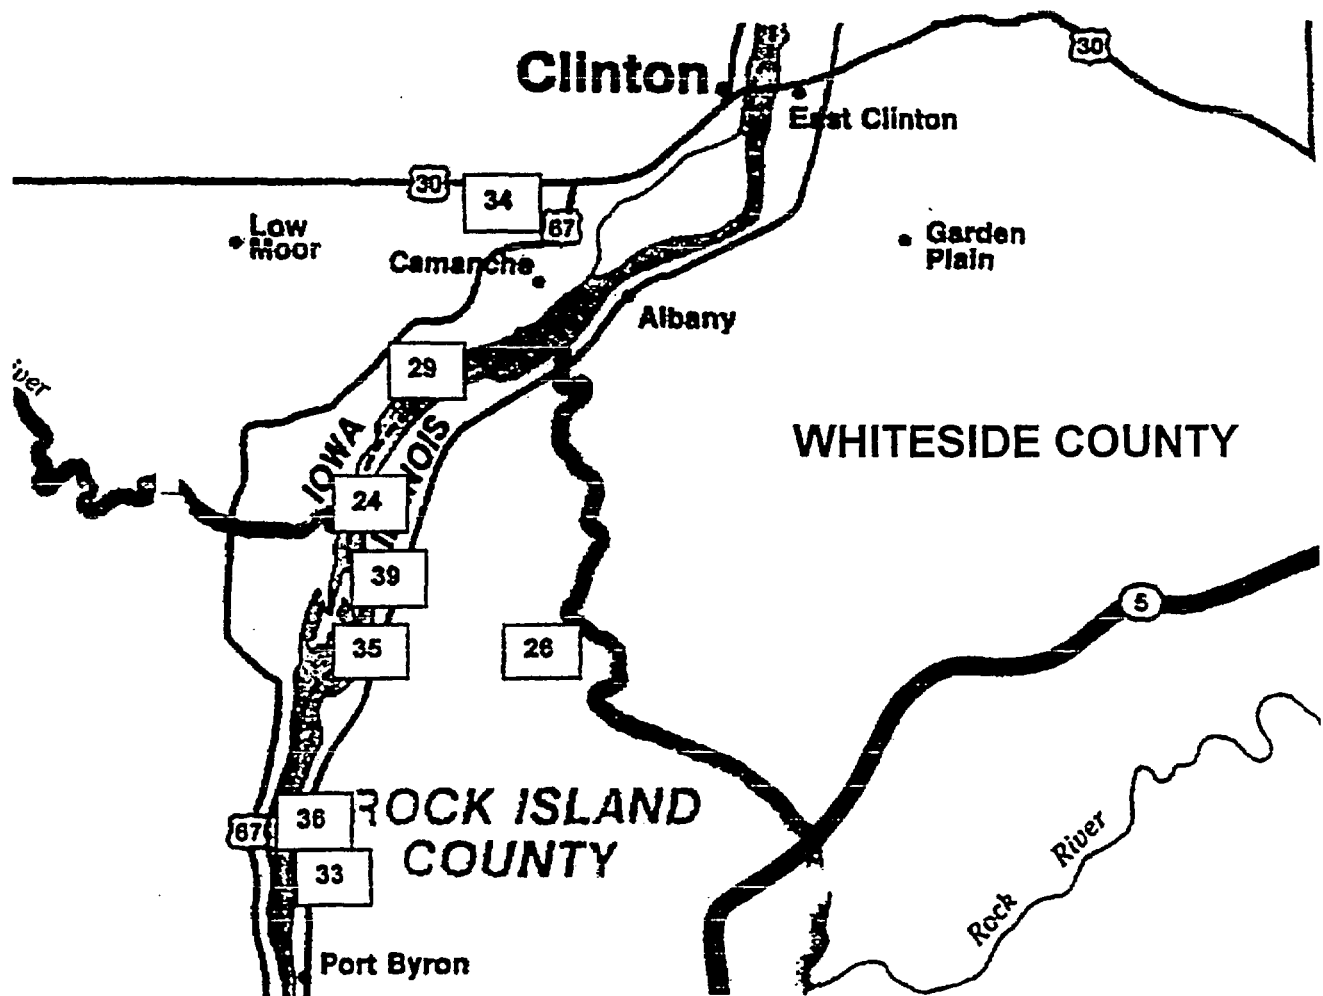 30
Clinton
East Clinton
30
34
67
Low
Moor
Garden
Plain
Camanche
Albany
29
IOWA
WHITESIDE COUNTY
24
39
5
35
26
36
ROCK ISLAND
67
COUNTY
33
Rock River
Port Byron